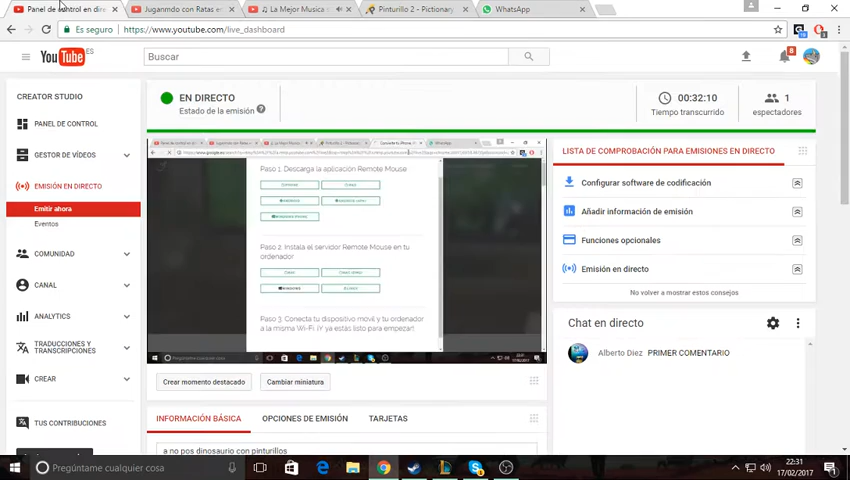 Panel de control en dire
Juganmdo con Ratas en
La Mejor Musica
Pinturillo 2 - Pictionary
WhatsApp
Es seguro
https://www.youtube.com/live_dashboard
YouTube ES
Buscar
8
CREATOR STUDIO
PANEL DE CONTROL
GESTOR DE VÍDEOS
EMISIÓN EN DIRECTO
Emitir ahora
Eventos
COMUNIDAD
CANAL
ANALYTICS
TRADUCCIONES Y
TRANSCRIPCIONES
CREAR
TUS CONTRIBUCIONES
EN DIRECTO
Estado de la emisión
00:32:10
Tiempo transcurrido
1
espectadores
Paso 1: Descarga la aplicación Remote Mouse
Paso 2: Instala el servidor Remote Mouse en tu
ordenador
Paso 3: Conecta tu dispositivo móvil y tu ordenador
a la misma Wi-Fi. ¡Y ya estás listo para empezar!
Crear momento destacado
Cambiar miniatura
INFORMACIÓN BÁSICA
OPCIONES DE EMISIÓN
TARJETAS
a no pos dinosaurio con pinturillos
LISTA DE COMPROBACIÓN PARA EMISIONES EN DIRECTO
Configurar software de codificación
Añadir información de emisión
Funciones opcionales
Emisión en directo
No volver a mostrar estos consejos
Chat en directo
Alberto Diez PRIMER COMENTARIO
Pregúntame cualquier cosa
22:31
17/02/2017